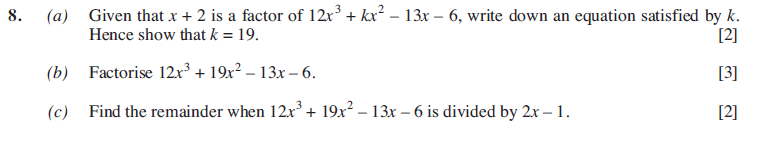 8. (a) Given that x + 2 is a factor of 12x³ + kx² – 13x – 6, write down an equation satisfied by k.
Hence show that k = 19. [2]
(b) Factorise 12x³ + 19x² – 13x – 6. [3]
(c) Find the remainder when 12x³ + 19x² – 13x – 6 is divided by 2x – 1. [2]